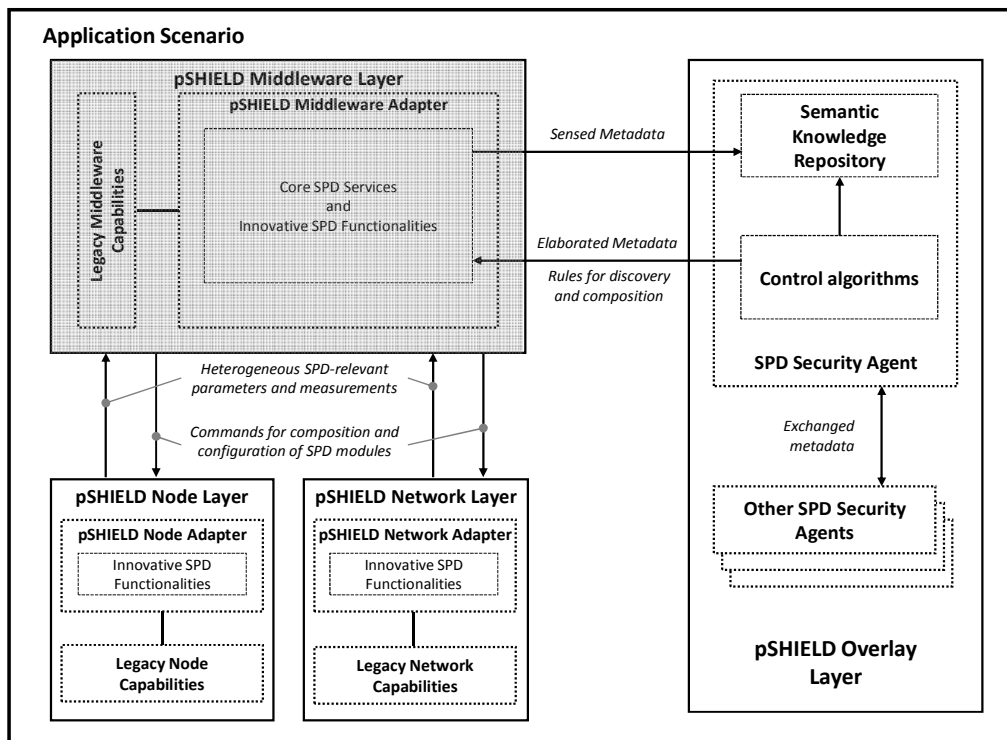 Application Scenario
pSHIELD Middleware Layer
pSHIELD Middleware Adapter
Legacy Middleware
Capabilities
Core SPD Services
and
Innovative SPD Functionalities
Sensed Metadata
Elaborated Metadata
Rules for discovery
and composition
Semantic
Knowledge
Repository
Control algorithms
SPD Security Agent
Heterogeneous SPD-relevant
parameters and measurements
Commands for composition and
configuration of SPD modules
Exchanged
metadata
pSHIELD Node Layer
pSHIELD Node Adapter
Innovative SPD
Functionalities
Legacy Node
Capabilities
pSHIELD Network Layer
pSHIELD Network Adapter
Innovative SPD
Functionalities
Legacy Network
Capabilities
Other SPD Security
Agents
pSHIELD Overlay
Layer